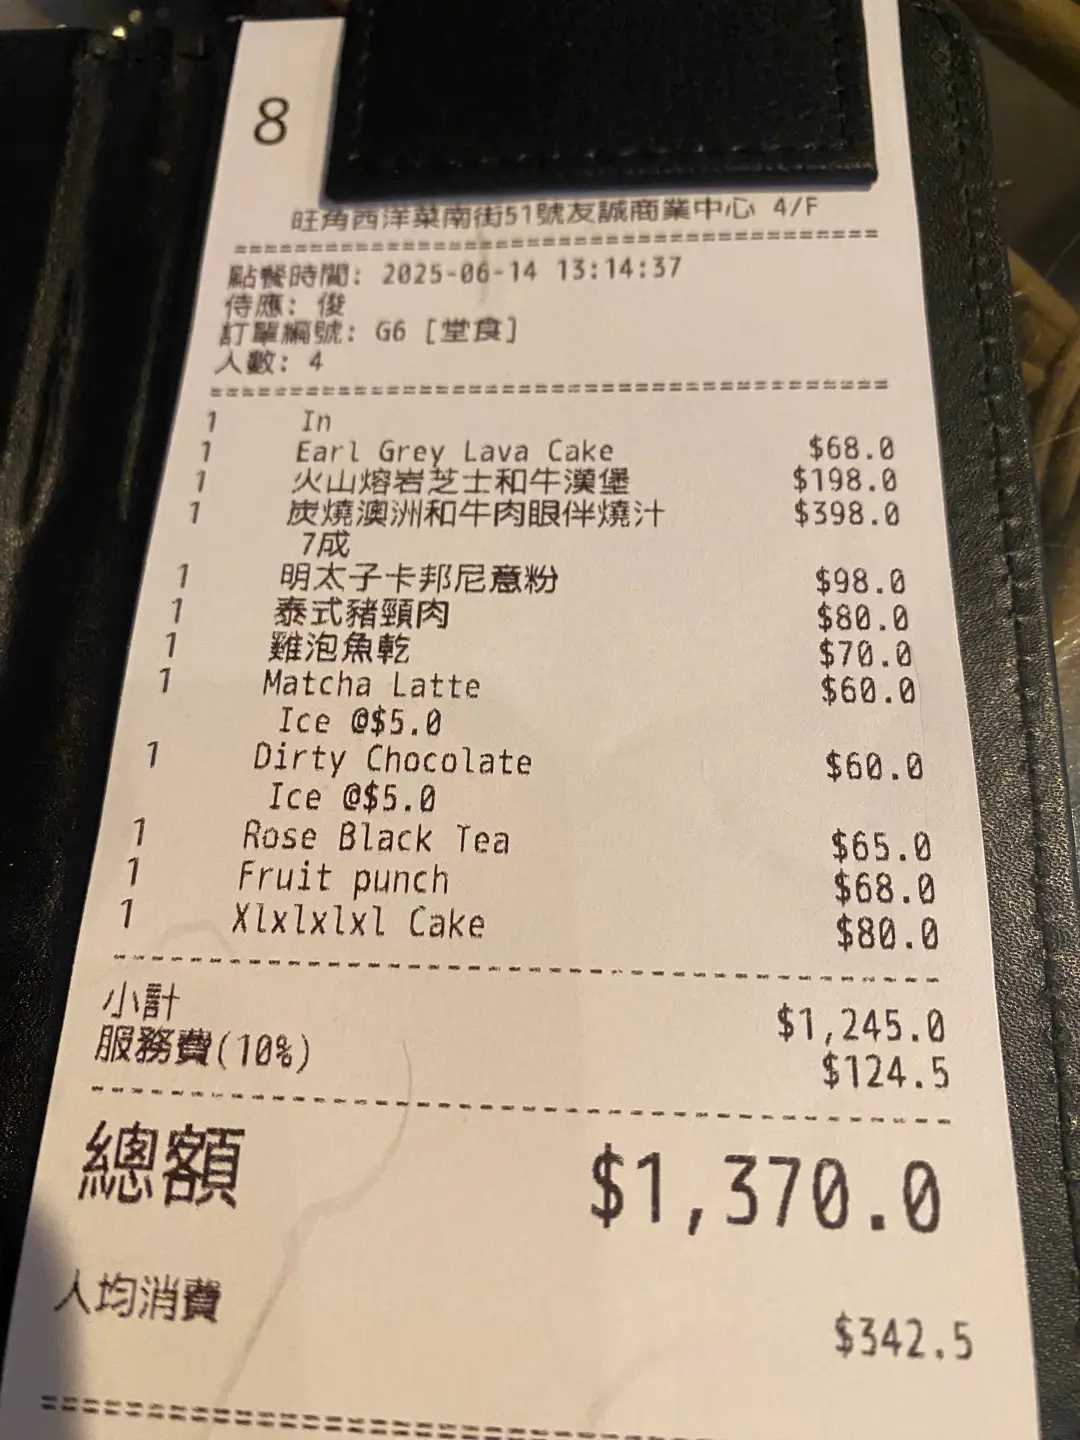 8
旺角西洋菜南街51號友誠商業中心 4/F
點餐時間: 2025-06-14 13:14:37
侍應: 俊
訂單編號: G6 [堂食]
人數: 4
1 In
1 Earl Grey Lava Cake $68.0
1 火山熔岩芝士和牛漢堡 $198.0
1 炭燒澳洲和牛肉眼伴燒汁 $398.0
7成
1 明太子卡邦尼意粉 $98.0
1 泰式豬頸肉 $80.0
1 雞泡魚乾 $70.0
1 Matcha Latte $60.0
Ice @$5.0
1 Dirty Chocolate $60.0
Ice @$5.0
1 Rose Black Tea $65.0
1 Fruit punch $68.0
1 Xlxlxlxl Cake $80.0
小計 $1,245.0
服務費(10%) $124.5
總額 $1,370.0
人均消費 $342.5